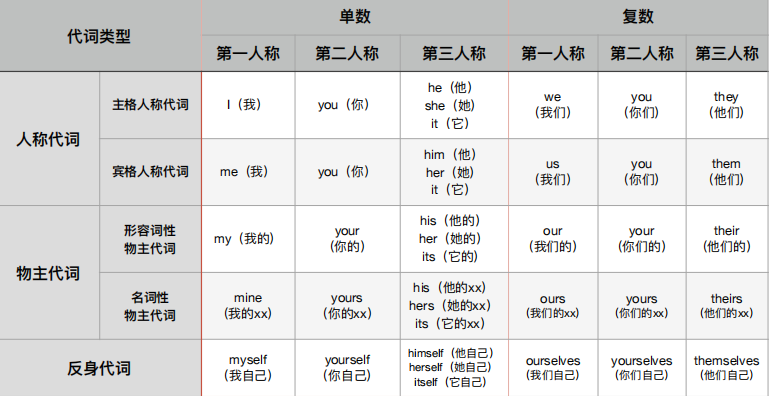 代词类型
单数
复数
第一人称
第二人称
第三人称
第一人称
第二人称
第三人称
人称代词
主格人称代词
I（我）
you（你）
he（他）
she（她）
it（它）
we
（我们）
you
（你们）
they
（他们）
宾格人称代词
me（我）
you（你）
him（他）
her（她）
it（它）
us
（我们）
you
（你们）
them
（他们）
物主代词
形容词性
物主代词
my（我的）
your
（你的）
his（他的）
her（她的）
its（它的）
our
（我们的）
your
（你们的）
their
（他们的）
名词性
物主代词
mine
（我的xx）
yours
（你的xx）
his（他的xx）
hers（她的xx）
its（它的xx）
ours
（我们的xx）
yours
（你们的xx）
theirs
（他们的xx）
反身代词
myself
（我自己）
yourself
（你自己）
himself（他自己）
herself（她自己）
itself（它自己）
ourselves
（我们自己）
yourselves
（你们自己）
themselves
（他们自己）